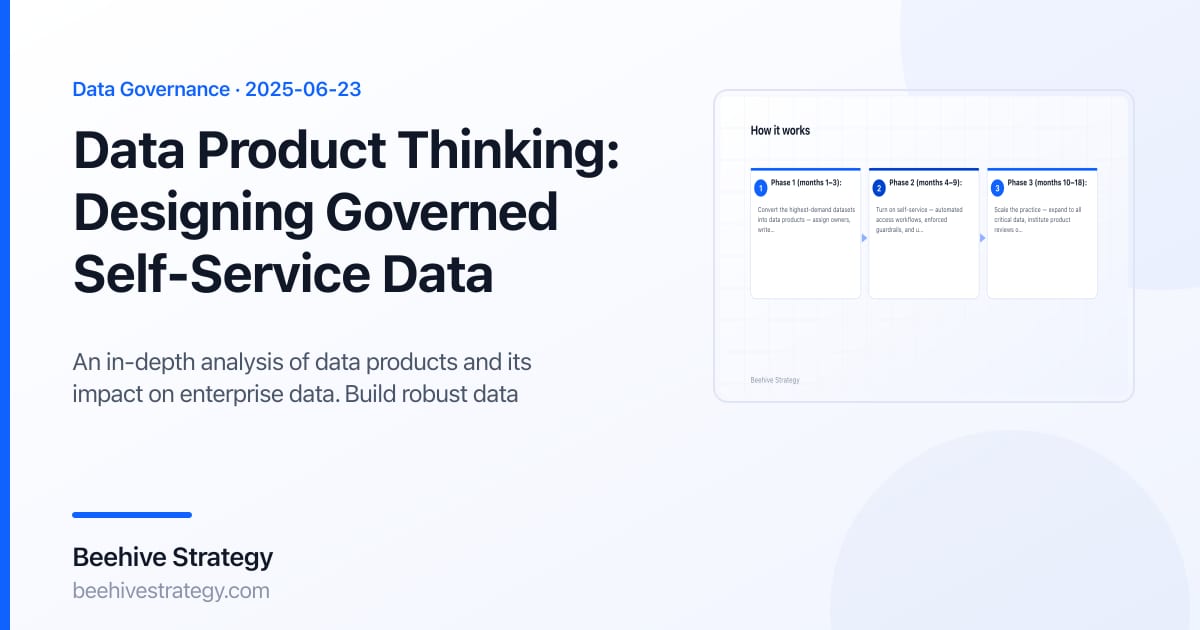 Data Governance · 2025-06-23
Data Product Thinking:
Designing Governed
Self-Service Data
An in-depth analysis of data products and its
impact on enterprise data. Build robust data
Beehive Strategy
beehivestrategy.com
How it works
1 Phase 1 (months 1–3):
Convert the highest-demand datasets
into data products — assign owners,
write...
2 Phase 2 (months 4–9):
Turn on self-service — automated
access workflows, enforced
guardrails, and u...
3 Phase 3 (months 10–18):
Scale the practice — expand to all
critical data, institute product
reviews o...
Beehive Strategy